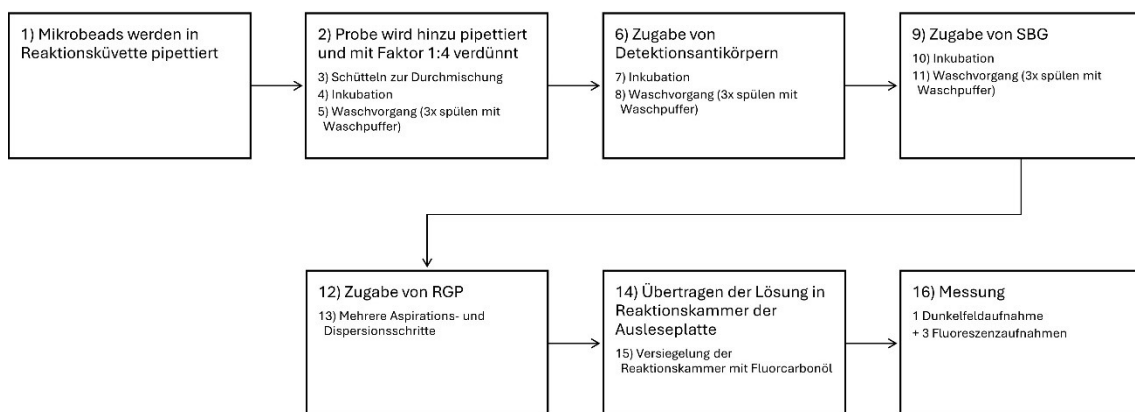 1) Mikrobeads werden in
Reaktionsküvette pipettiert
2) Probe wird hinzu pipettiert
und mit Faktor 1:4 verdünnt
3) Schütteln zur Durchmischung
4) Inkubation
5) Waschvorgang (3x spülen mit
Waschpuffer)
6) Zugabe von
Detektionsantikörpern
7) Inkubation
8) Waschvorgang (3x spülen mit
Waschpuffer)
9) Zugabe von SBG
10) Inkubation
11) Waschvorgang (3x spülen mit
Waschpuffer)
12) Zugabe von RGP
13) Mehrere Aspirations- und
Dispersionsschritte
14) Übertragen der Lösung in
Reaktionskammer der
Ausleseplatte
15) Versiegelung der
Reaktionskammer mit Fluorcarbonöl
16) Messung
1 Dunkelfeldaufnahme
+ 3 Fluoreszenzaufnahmen